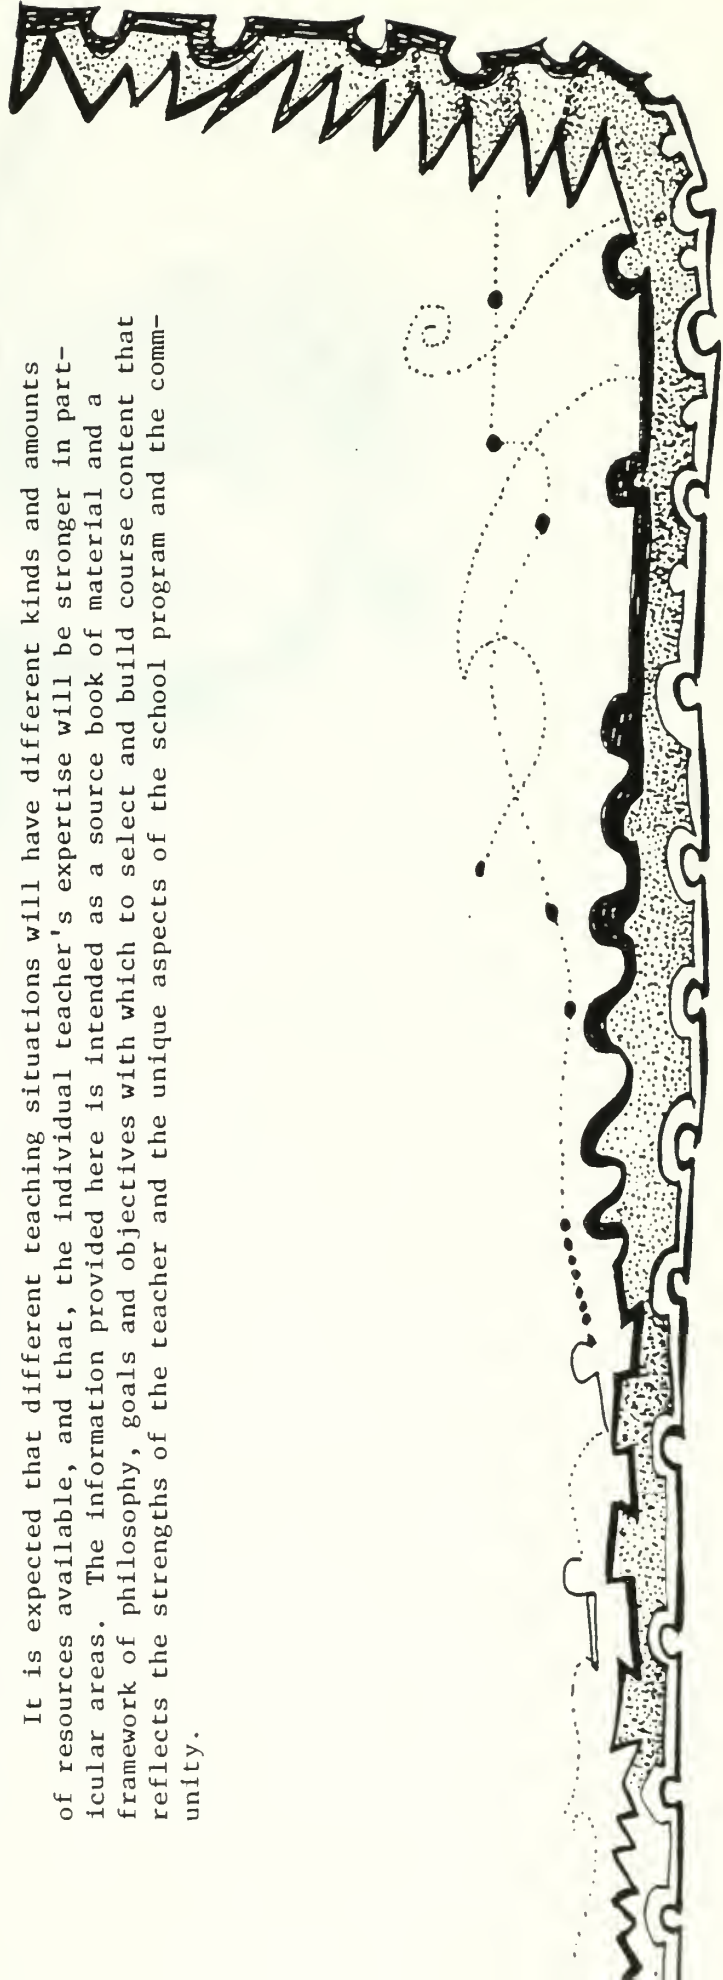 It is expected that different teaching situations will have different kinds and amounts
of resources available, and that, the individual teacher's expertise will be stronger in part-
icular areas. The information provided here is intended as a source book of material and a
framework of philosophy, goals and objectives with which to select and build course content that
reflects the strengths of the teacher and the unique aspects of the school program and the comm-
unity.